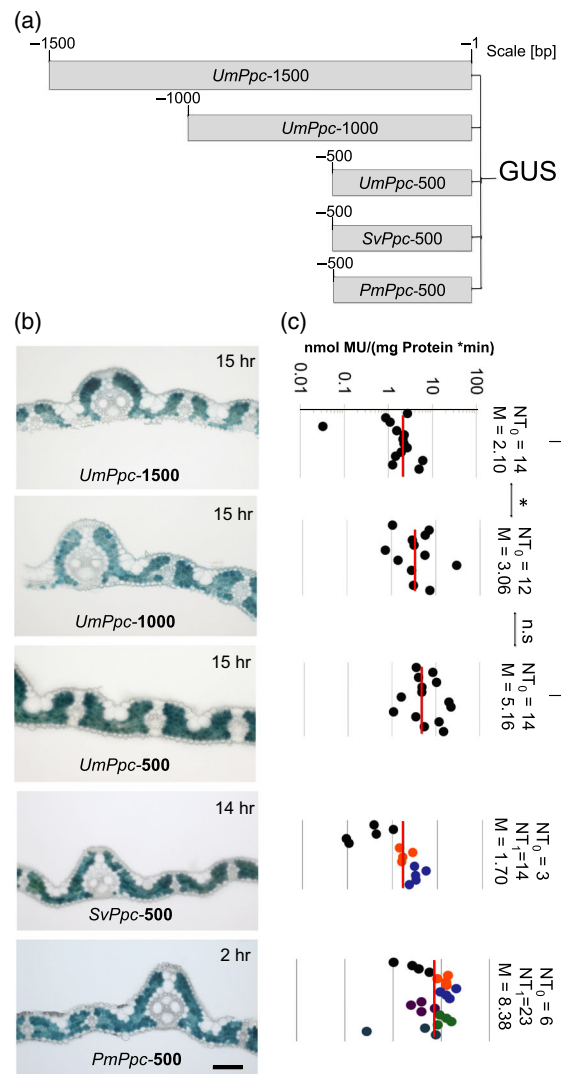 (a)
−1500
−1
Scale [bp]
UmPpc-1500
−1000
UmPpc-1000
−500
UmPpc-500
GUS
−500
SvPpc-500
−500
PmPpc-500
(b)
15 hr
UmPpc-1500
15 hr
UmPpc-1000
15 hr
UmPpc-500
14 hr
SvPpc-500
2 hr
PmPpc-500
(c)
nmol MU/(mg Protein *min)
0.01
0.1
1
10
100
NT0 = 14
M = 2.10
*
NT0 = 12
M = 3.06
n.s
NT0 = 14
M = 5.16
NT0 = 3
NT1=14
M = 1.70
NT0 = 6
NT1=23
M = 8.38